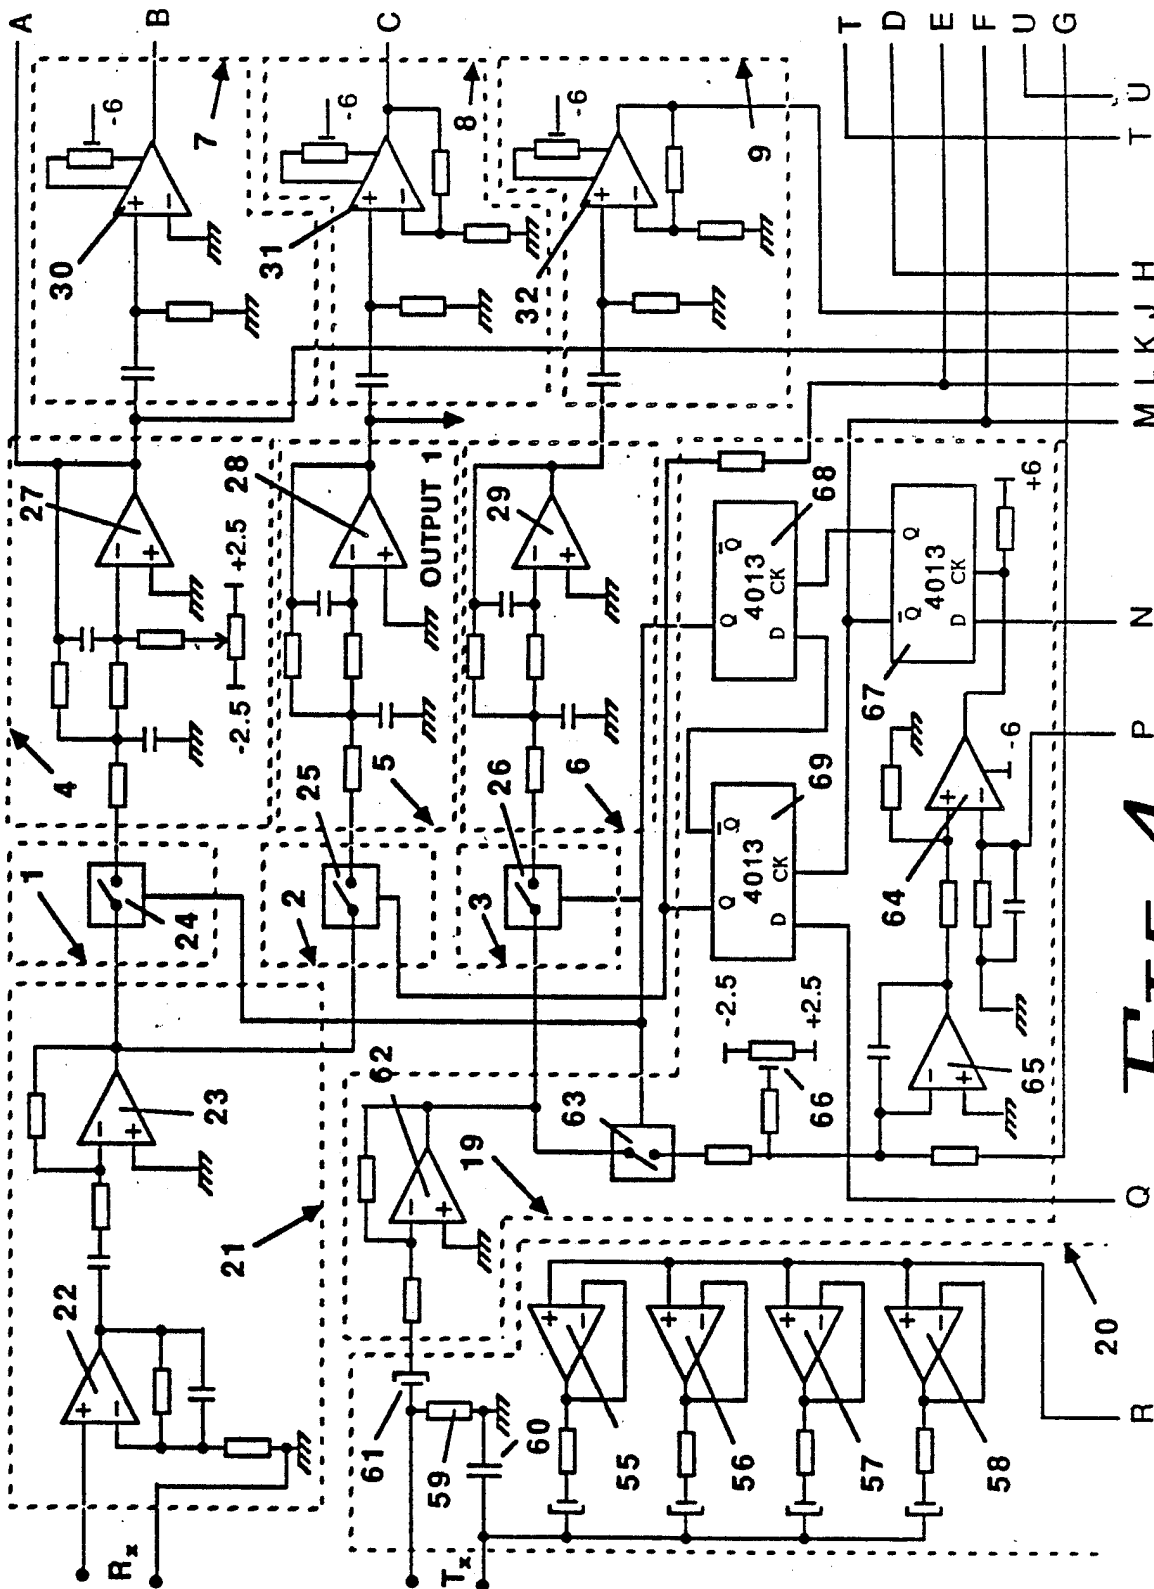 A
B
C
30
-6
7
31
-6
8
32
-6
9
T
D
E
F
U
G
U
T
H
J
K
L
M
N
P
Q
R
27
+2.5
-2.5
4
28
OUTPUT 1
5
29
6
1
24
2
25
3
26
21
22
23
Rx
Tx
62
63
61
59
60
19
20
55
56
57
58
-2.5
+2.5
66
65
64
-6
+6
69
4013
Q
Q
D
CK
68
4013
Q
Q
D
CK
67
4013
Q
Q
D
CK
+
−
+
−
+
−
+
−
+
−
+
−
+
−
+
−
+
−
+
−
+
−
+
−
+
−
+
−
+
−